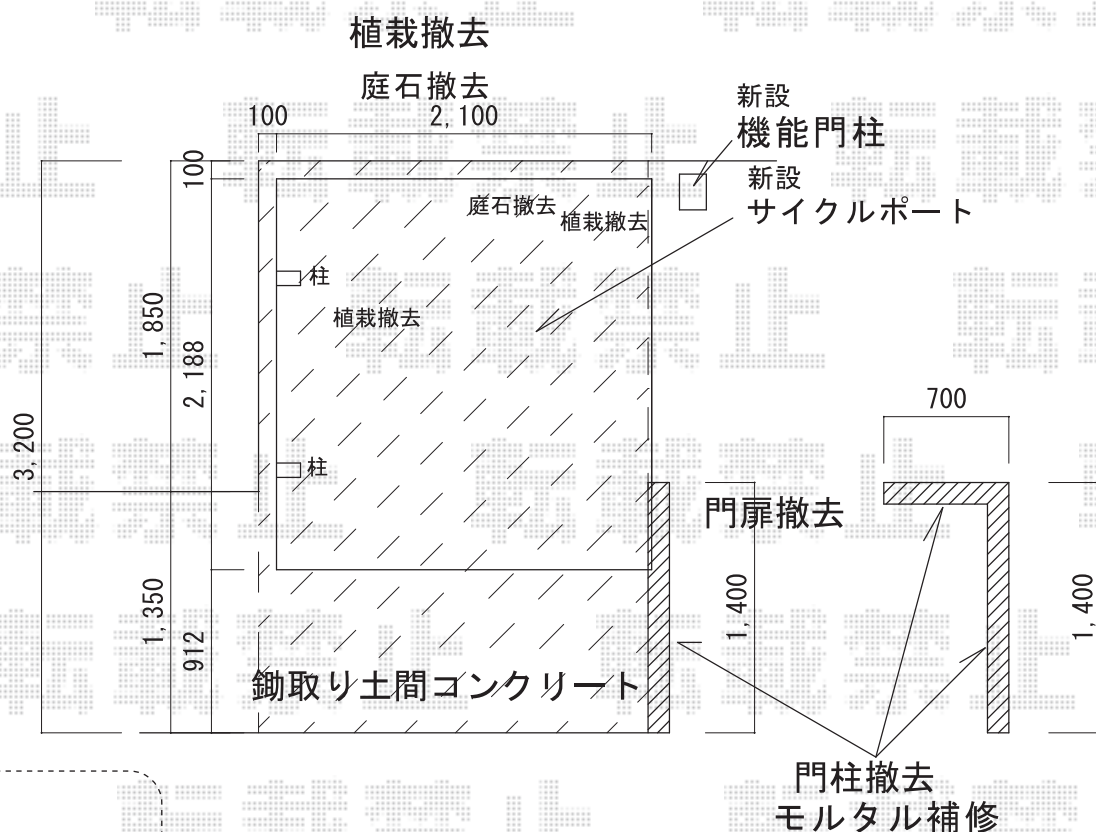 植栽撤去
庭石撤去
100
2,100
新設
機能門柱
新設
サイクルポート
100
庭石撤去
植栽撤去
柱
植栽撤去
1,850
2,188
3,200
柱
700
門扉撤去
1,350
912
1,400
1,400
鋤取り土間コンクリート
門柱撤去
モルタル補修
転載禁止